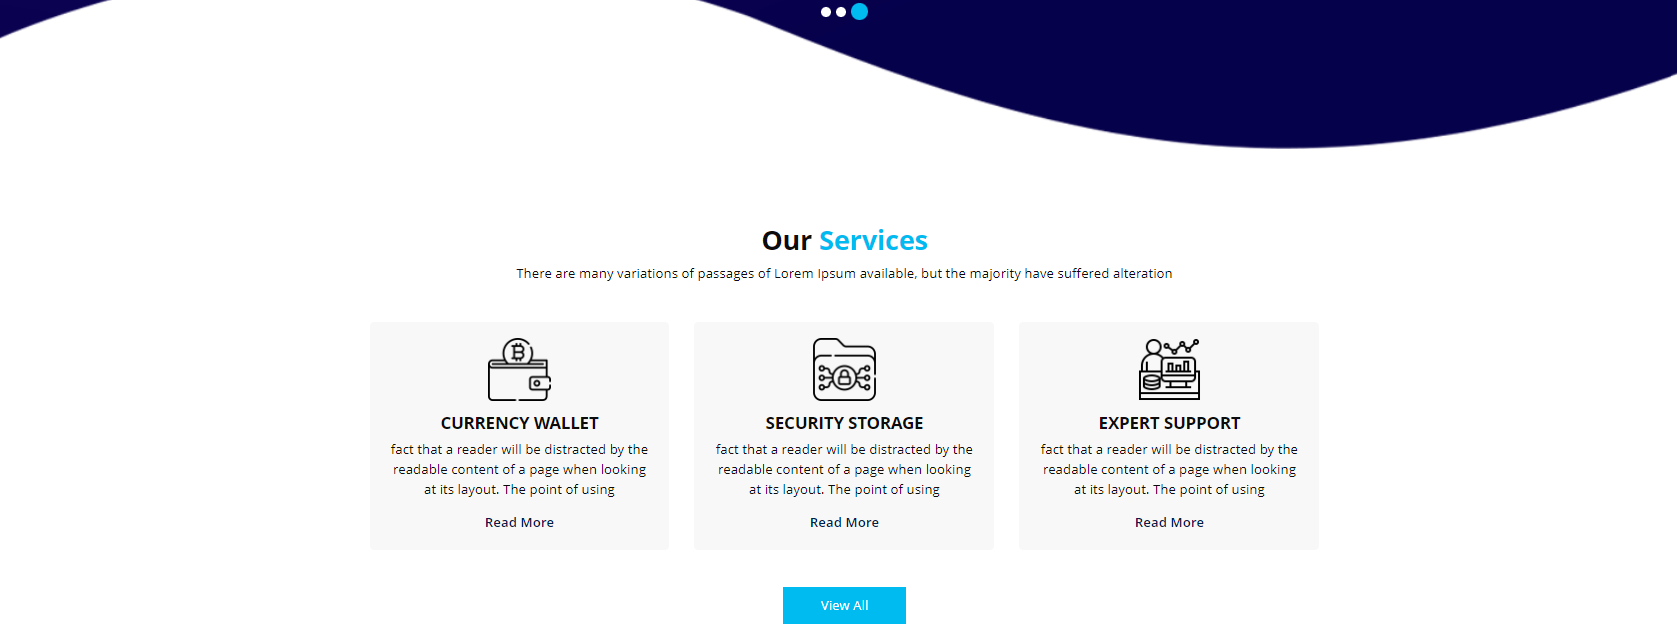 Our Services
There are many variations of passages of Lorem Ipsum available, but the majority have suffered alteration
CURRENCY WALLET
fact that a reader will be distracted by the
readable content of a page when looking
at its layout. The point of using
Read More
SECURITY STORAGE
fact that a reader will be distracted by the
readable content of a page when looking
at its layout. The point of using
Read More
EXPERT SUPPORT
fact that a reader will be distracted by the
readable content of a page when looking
at its layout. The point of using
Read More
View All